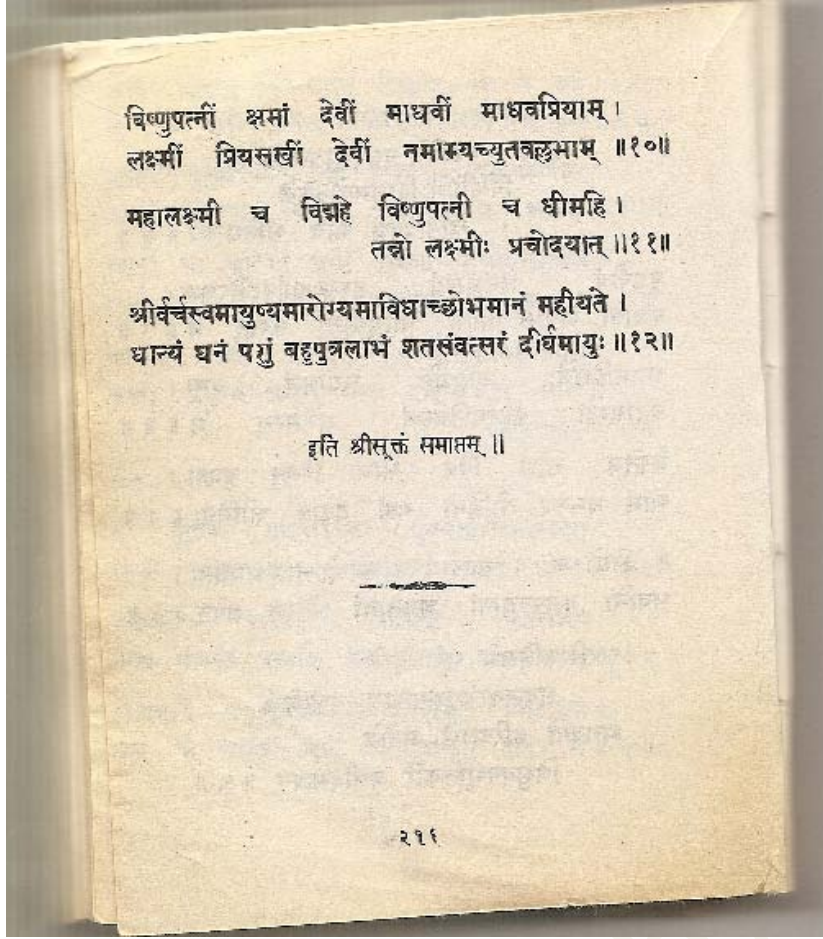 विष्णुपत्नीं क्षमां देवीं माधवीं माधवप्रियाम् ।
लक्ष्मीं प्रियसखीं देवीं नमाम्यच्युतवल्लभाम् ॥१०॥
महालक्ष्मी च विद्महे विष्णुपत्नी च धीमहि ।
तन्नो लक्ष्मीः प्रचोदयात् ॥११॥
श्रीर्वर्चस्वमायुष्यमारोग्यमाविधाच्छोभमानं महीयते ।
धान्यं धनं पशुं बहुपुत्रलाभं शतसंवत्सरं दीर्घमायुः ॥१२॥
इति श्रीसूक्तं समाप्तम् ॥
२१६